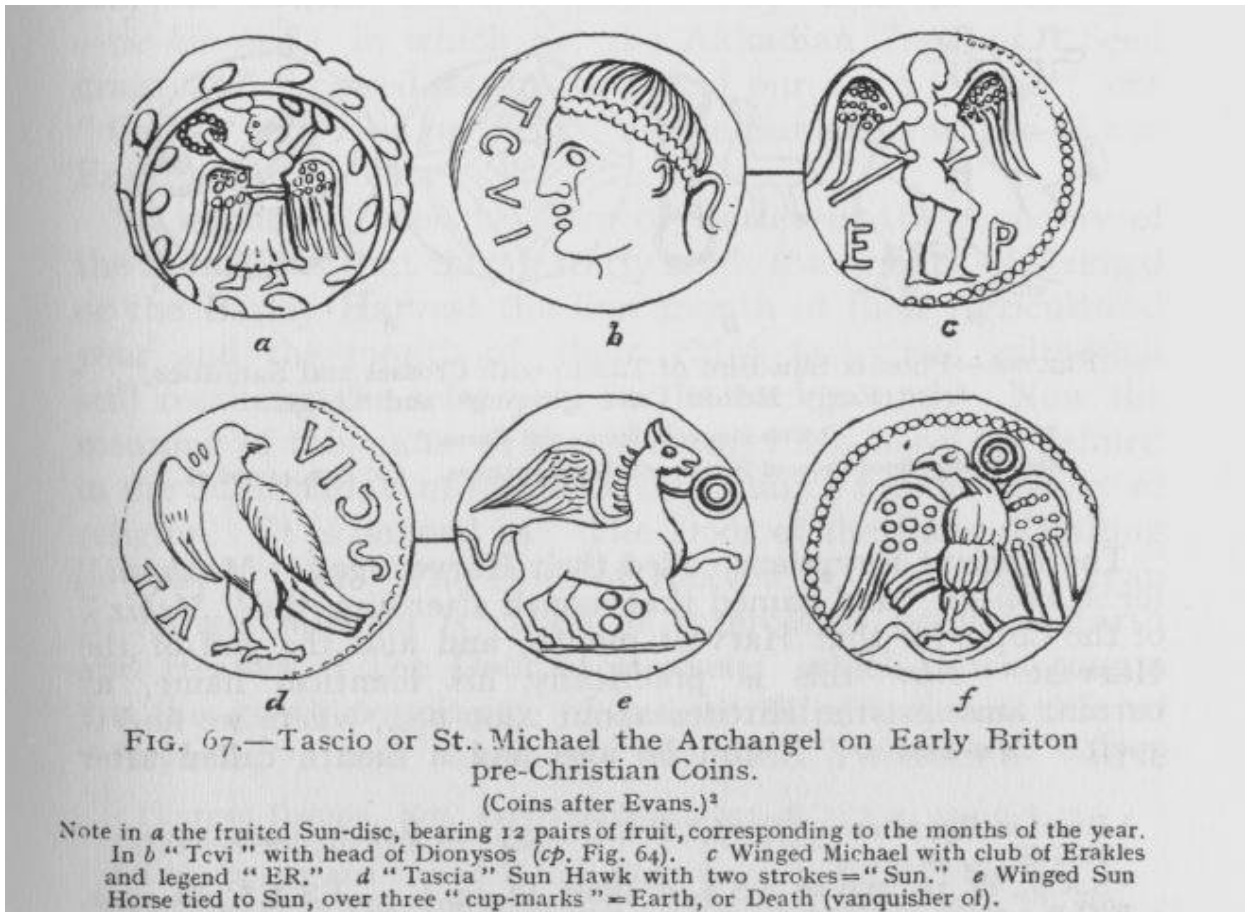 TCVI
E P
a b c
VICS
TA
d e f
FIG. 67.—Tascio or St. Michael the Archangel on Early Briton
pre-Christian Coins.
(Coins after Evans.)²
Note in a the fruited Sun-disc, bearing 12 pairs of fruit, corresponding to the months of the year.
In b "Tcvi" with head of Dionysos (cp. Fig. 64). c Winged Michael with club of Erakles
and legend "ER." d "Tascia" Sun Hawk with two strokes="Sun." e Winged Sun
Horse tied to Sun, over three "cup-marks"=Earth, or Death (vanquisher of).